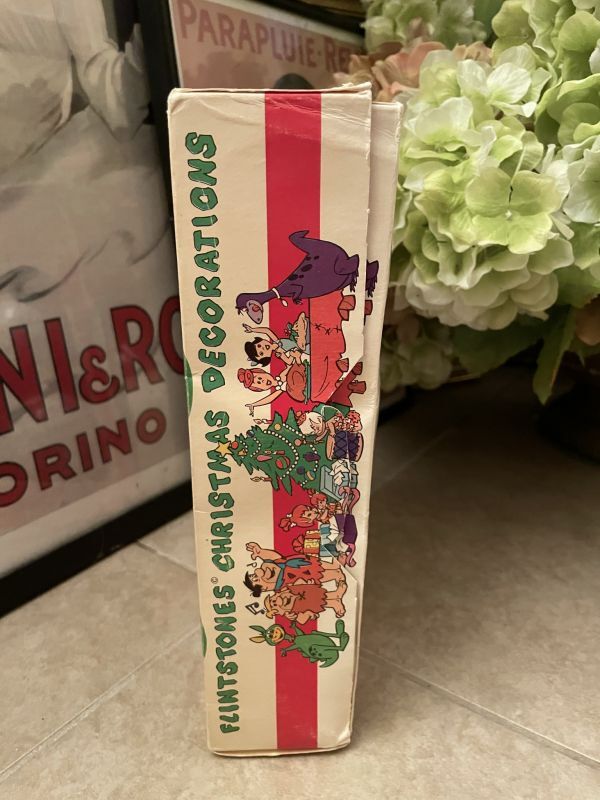 PARAPLUIE-RE
NI&RO
ORINO
FLINTSTONES© CHRISTMAS DECORATIONS